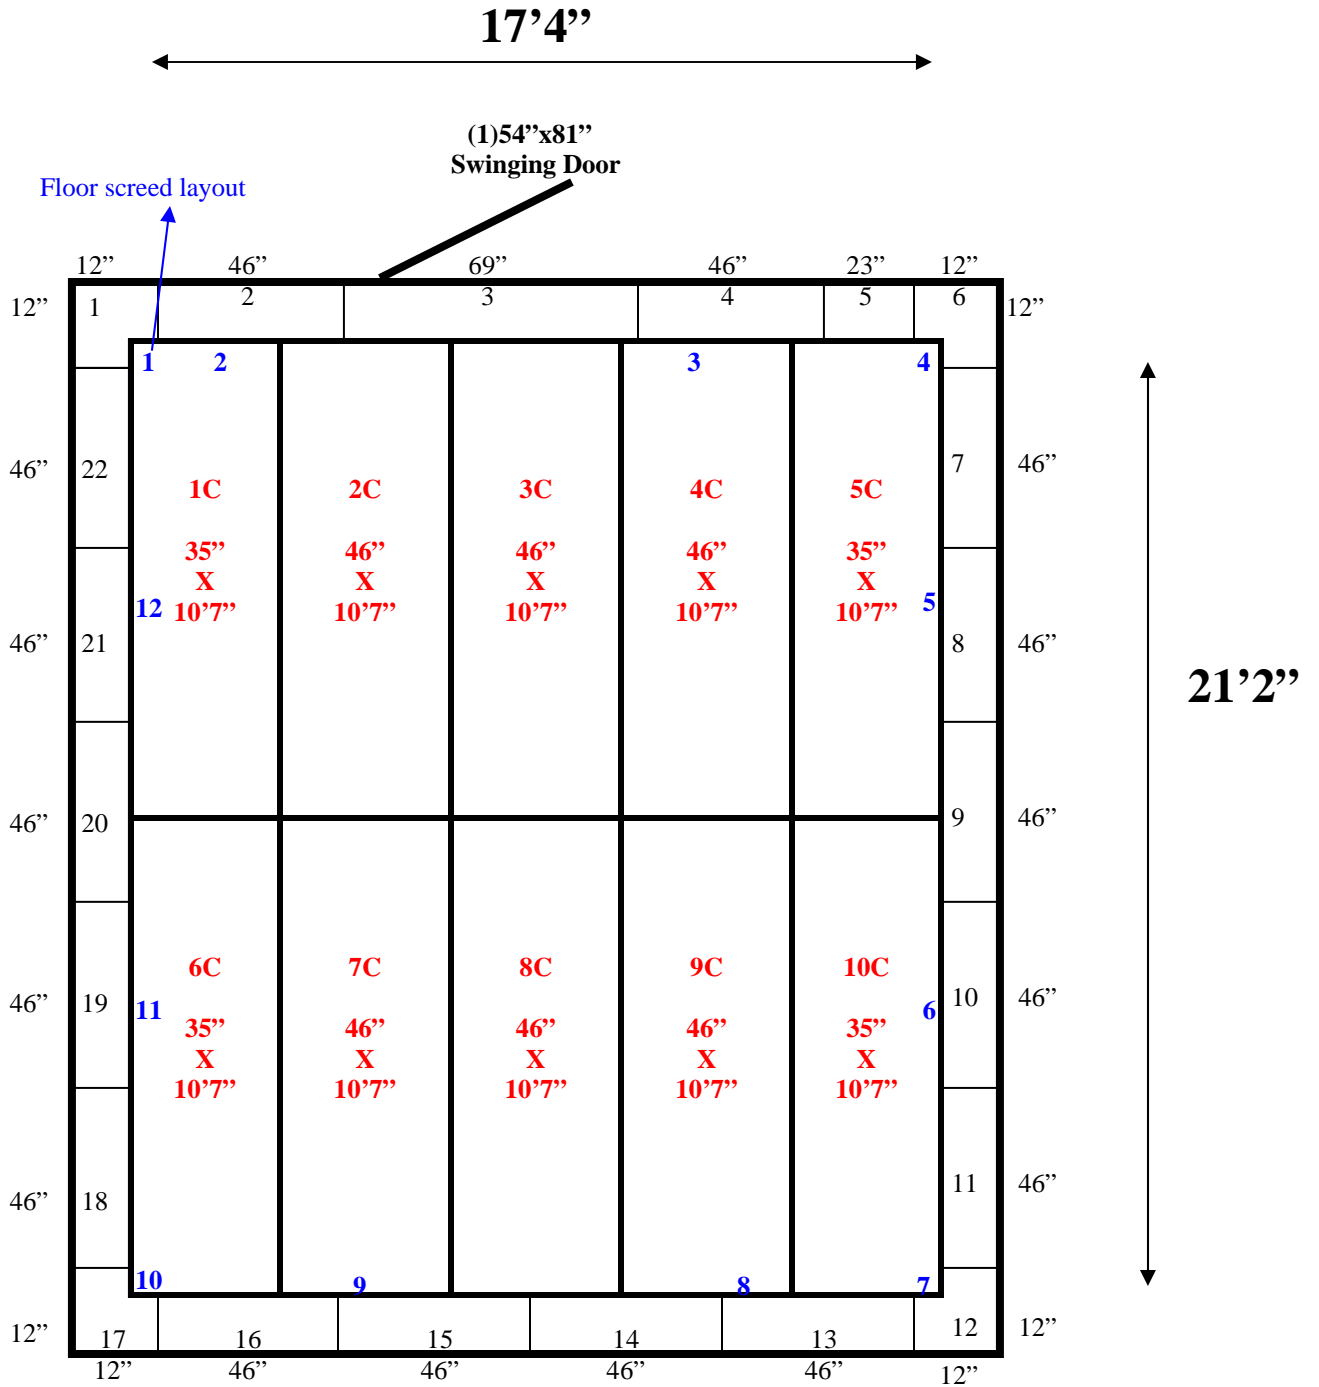 17’4”
(1)54”x81”
Swinging Door
Floor screed layout
12” 46” 69” 46” 23” 12”
12” 1 2 3 4 5 6 12”
1 2 3 4
46” 22 7 46”
1C 2C 3C 4C 5C
35” 46” 46” 46” 35”
X X X X X
12 10’7” 10’7” 10’7” 10’7” 10’7” 5
46” 21 8 46”
21’2”
46” 20 9 46”
6C 7C 8C 9C 10C
46” 19 11 6 10 46”
35” 46” 46” 46” 35”
X X X X X
10’7” 10’7” 10’7” 10’7” 10’7”
46” 18 11 46”
10 9 8 7
12” 17 16 15 14 13 12 12”
12” 46” 46” 46” 46” 12”